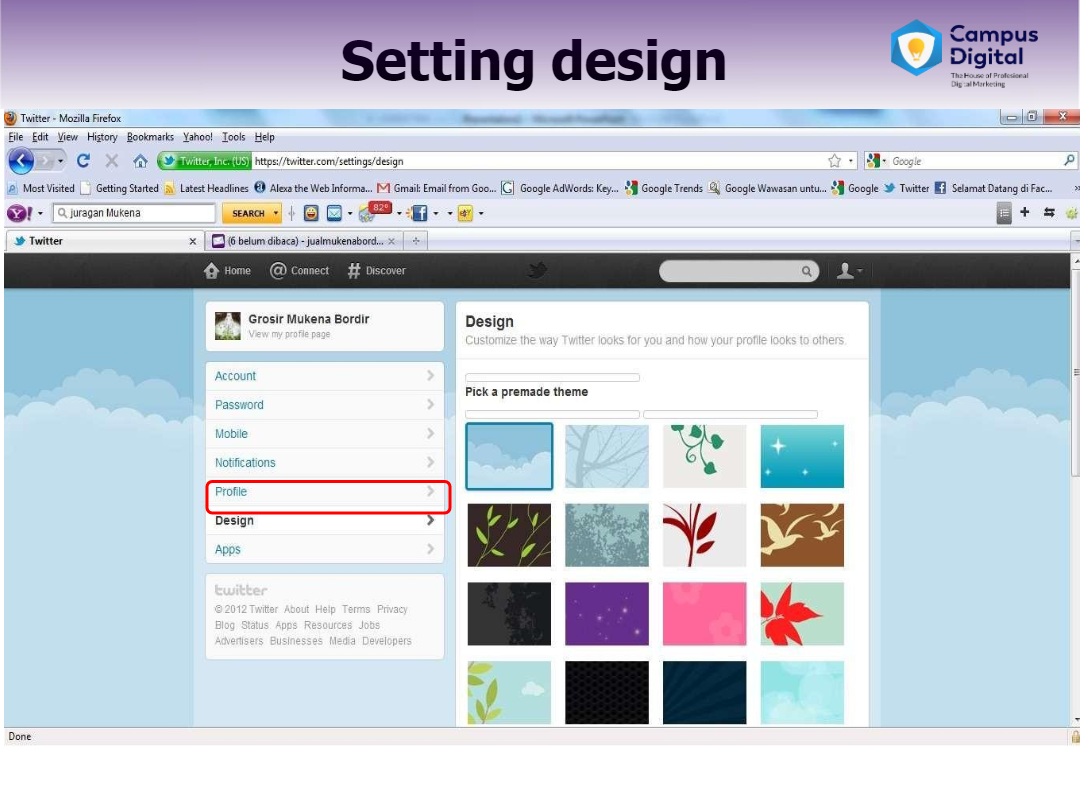 Setting design
Campus
Digital
The House of Profesional
Digital Marketing
Twitter - Mozilla Firefox
File Edit View History Bookmarks Yahoo! Tools Help
Twitter, Inc. (US) https://twitter.com/settings/design
Google
Most Visited Getting Started Latest Headlines Alexa the Web Informa... Gmail: Email from Goo... Google AdWords: Key... Google Trends Google Wawasan untu... Google Twitter Selamat Datang di Fac...
juragan Mukena SEARCH 82°
Twitter (6 belum dibaca) - jualmukenabord...
Home Connect Discover
Grosir Mukena Bordir
View my profile page
Account
Password
Mobile
Notifications
Profile
Design
Apps
twitter
© 2012 Twitter About Help Terms Privacy
Blog Status Apps Resources Jobs
Advertisers Businesses Media Developers
Design
Customize the way Twitter looks for you and how your profile looks to others.
Pick a premade theme
Done